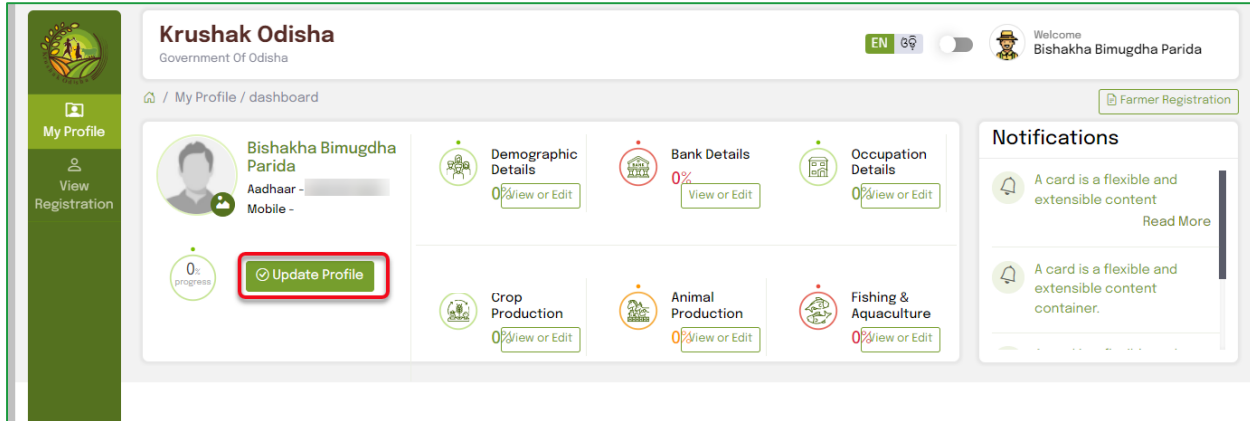 Krushak Odisha
Government Of Odisha
EN ଓଡ଼ି
Welcome
Bishakha Bimugdha Parida
My Profile
View
Registration
/ My Profile / dashboard
Farmer Registration
Bishakha Bimugdha
Parida
Aadhaar -
Mobile -
0%
progress
Update Profile
Demographic
Details
0%
View or Edit
Bank Details
0%
View or Edit
Occupation
Details
0%
View or Edit
Crop
Production
0%
View or Edit
Animal
Production
0%
View or Edit
Fishing &
Aquaculture
0%
View or Edit
Notifications
A card is a flexible and
extensible content
Read More
A card is a flexible and
extensible content
container.